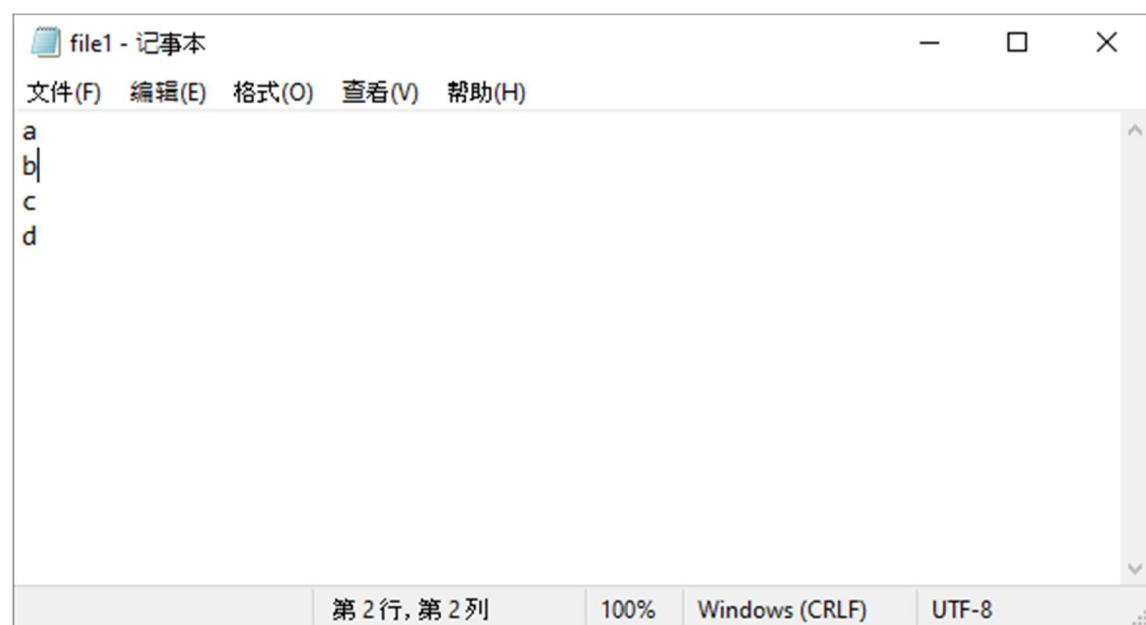 file1 - 记事本
文件(F) 编辑(E) 格式(O) 查看(V) 帮助(H)
a
b
c
d
第 2 行, 第 2 列 100% Windows (CRLF) UTF-8